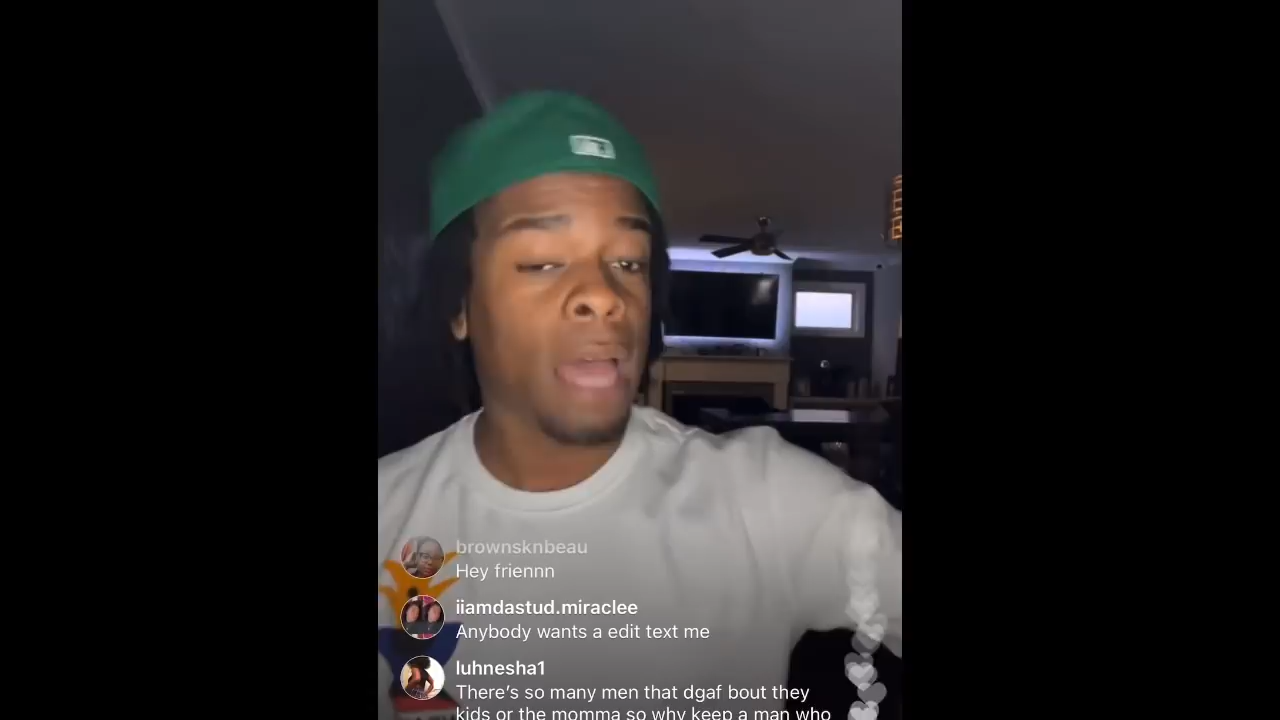 brownsknbeau
Hey friennn
iiamdastud.miraclee
Anybody wants a edit text me
luhnesha1
There's so many men that dgaf bout they
kids or the momma so why keep a man who